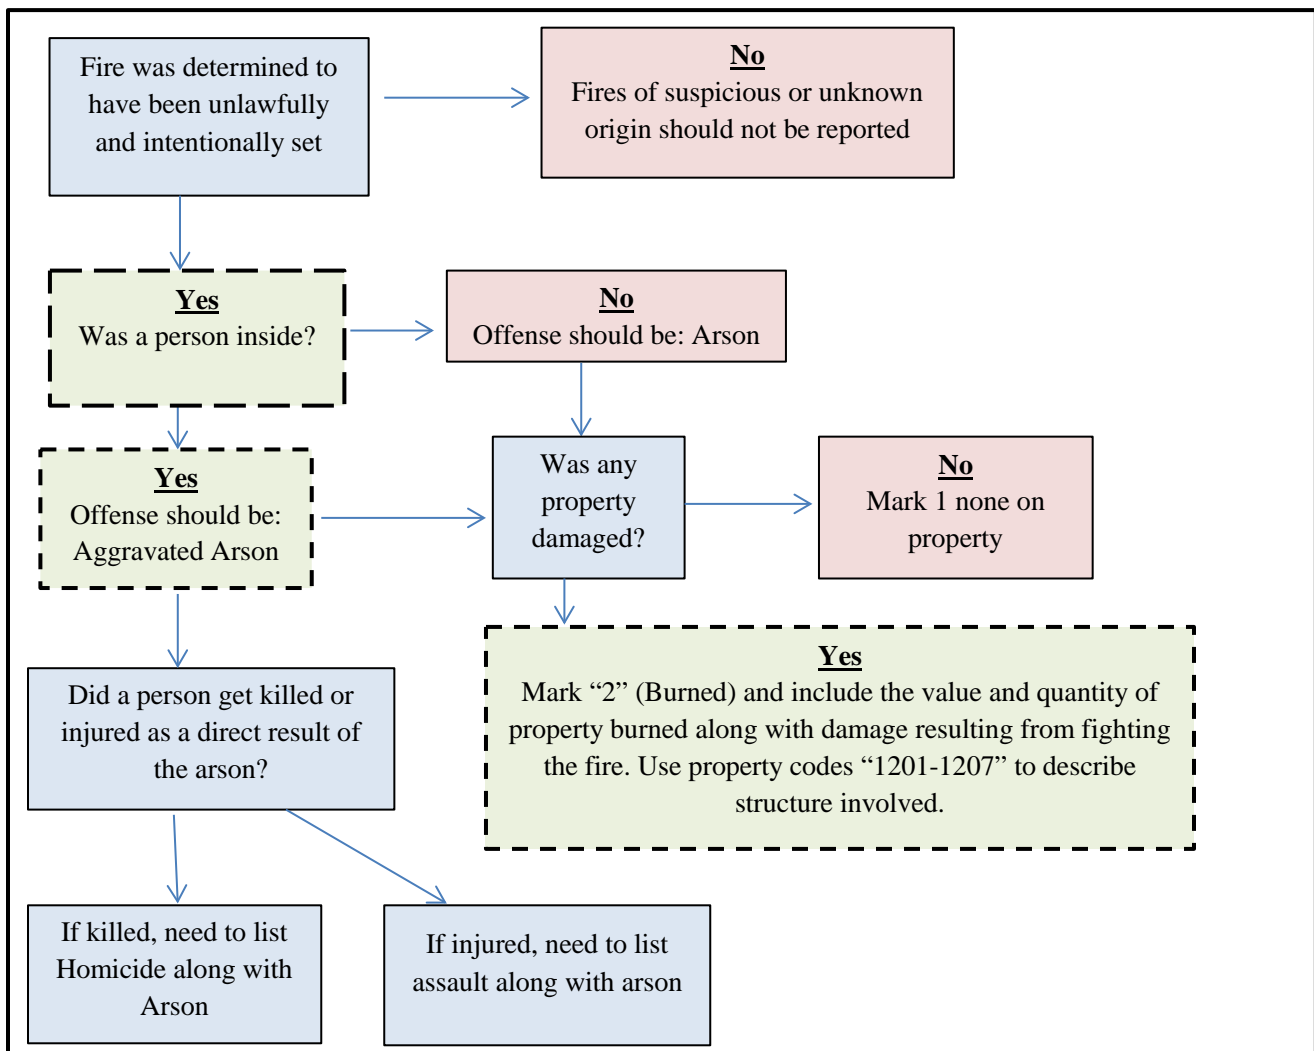 Fire was determined to
have been unlawfully
and intentionally set
No
Fires of suspicious or unknown
origin should not be reported
Yes
Was a person inside?
No
Offense should be: Arson
Yes
Offense should be:
Aggravated Arson
Was any
property
damaged?
No
Mark 1 none on
property
Yes
Mark “2” (Burned) and include the value and quantity of
property burned along with damage resulting from fighting
the fire. Use property codes “1201-1207” to describe
structure involved.
Did a person get killed or
injured as a direct result of
the arson?
If killed, need to list
Homicide along with
Arson
If injured, need to list
assault along with arson